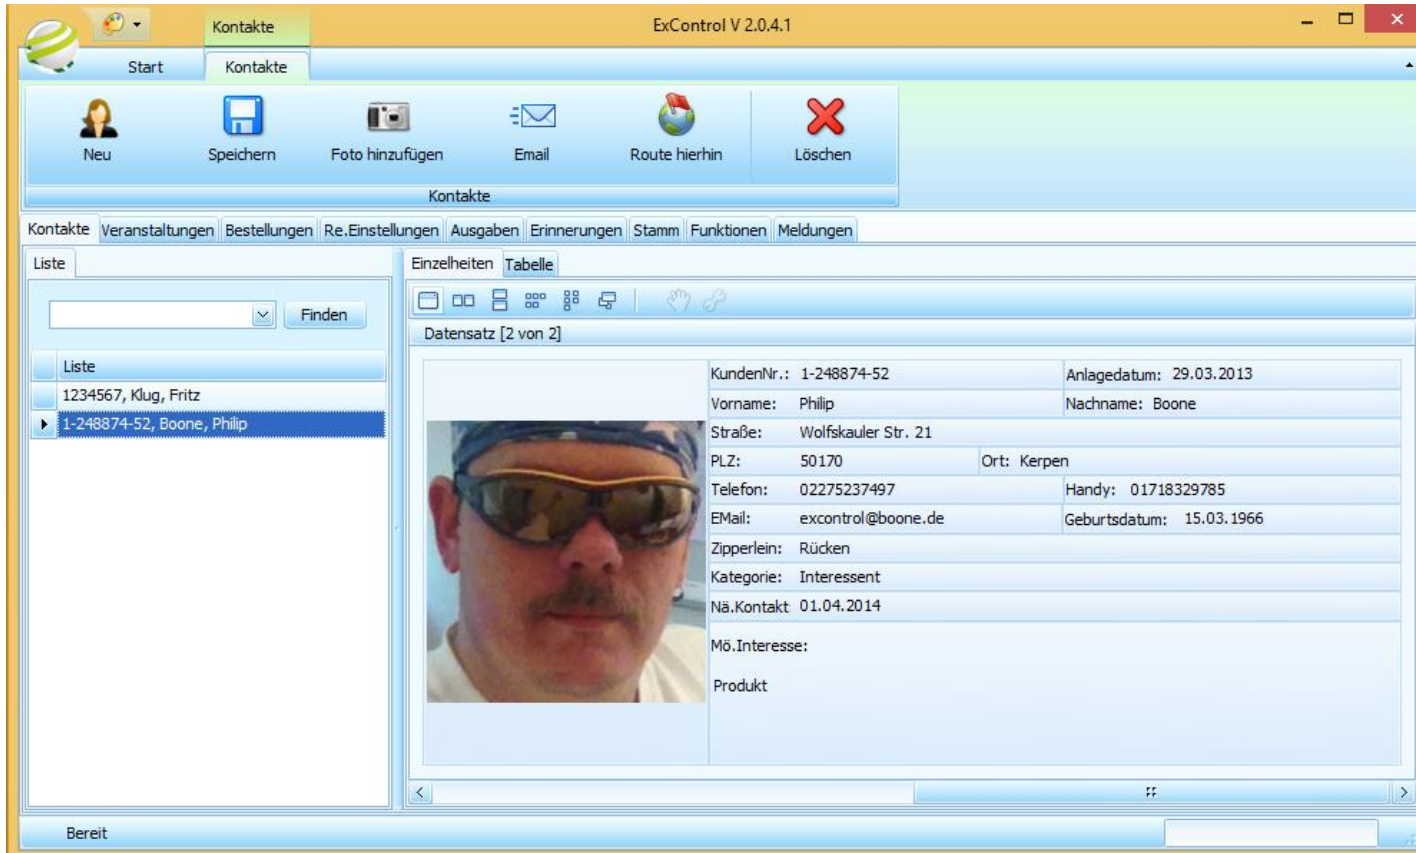 Kontakte
ExControl V 2.0.4.1
Start Kontakte
Neu Speichern Foto hinzufügen Email Route hierhin Löschen
Kontakte
Kontakte Veranstaltungen Bestellungen Re.Einstellungen Ausgaben Erinnerungen Stamm Funktionen Meldungen
Liste
Finden
Liste
1234567, Klug, Fritz
1-248874-52, Boone, Philip
Einzelheiten Tabelle
Datensatz [2 von 2]
KundenNr.: 1-248874-52 Anlagedatum: 29.03.2013
Vorname: Philip Nachname: Boone
Straße: Wolfskauler Str. 21
PLZ: 50170 Ort: Kerpen
Telefon: 02275237497 Handy: 01718329785
EMail: excontrol@boone.de Geburtsdatum: 15.03.1966
Zipperlein: Rücken
Kategorie: Interessent
Nä.Kontakt 01.04.2014
Mö.Interesse:
Produkt
Bereit